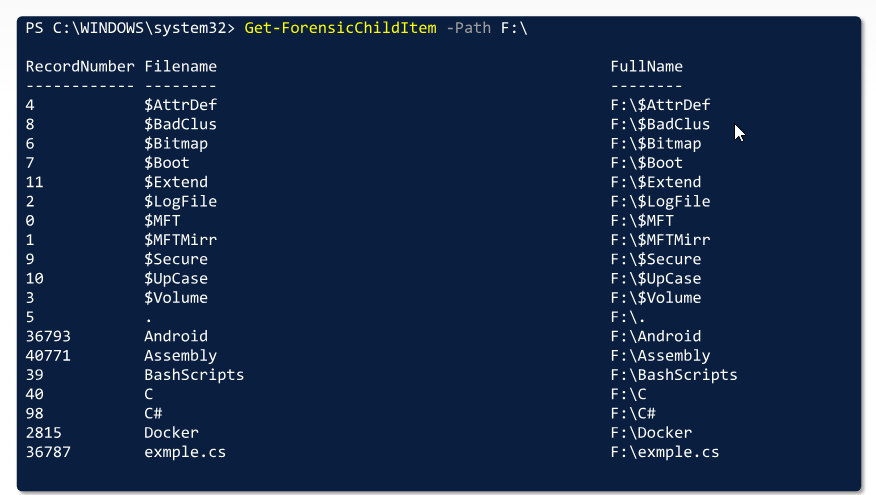 PS C:\WINDOWS\system32> Get-ForensicChildItem -Path F:\
RecordNumber Filename FullName
------------ -------- --------
4 $AttrDef F:\$AttrDef
8 $BadClus F:\$BadClus
6 $Bitmap F:\$Bitmap
7 $Boot F:\$Boot
11 $Extend F:\$Extend
2 $LogFile F:\$LogFile
0 $MFT F:\$MFT
1 $MFTMirr F:\$MFTMirr
9 $Secure F:\$Secure
10 $UpCase F:\$UpCase
3 $Volume F:\$Volume
5 . F:\.
36793 Android F:\Android
40771 Assembly F:\Assembly
39 BashScripts F:\BashScripts
40 C F:\C
98 C# F:\C#
2815 Docker F:\Docker
36787 exmple.cs F:\exmple.cs